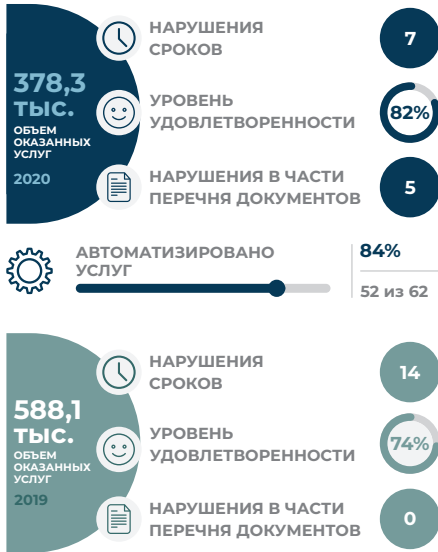 378,3
ТЫС.
ОБЪЕМ
ОКАЗАННЫХ
УСЛУГ
2020
НАРУШЕНИЯ
СРОКОВ
7
УРОВЕНЬ
УДОВЛЕТВОРЕННОСТИ
82%
НАРУШЕНИЯ В ЧАСТИ
ПЕРЕЧНЯ ДОКУМЕНТОВ
5
АВТОМАТИЗИРОВАНО
УСЛУГ
84%
52 из 62
588,1
ТЫС.
ОБЪЕМ
ОКАЗАННЫХ
УСЛУГ
2019
НАРУШЕНИЯ
СРОКОВ
14
УРОВЕНЬ
УДОВЛЕТВОРЕННОСТИ
74%
НАРУШЕНИЯ В ЧАСТИ
ПЕРЕЧНЯ ДОКУМЕНТОВ
0